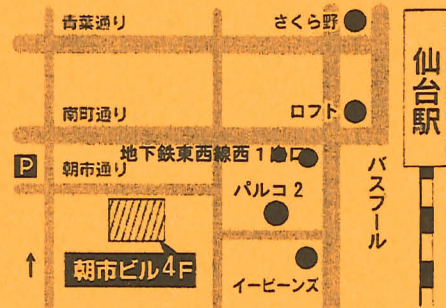 青葉通り
さくら野
仙台駅
南町通り
ロフト
地下鉄東西線西1出口
P
朝市通り
パルコ2
バスプール
朝市ビル4F
イービーンズ